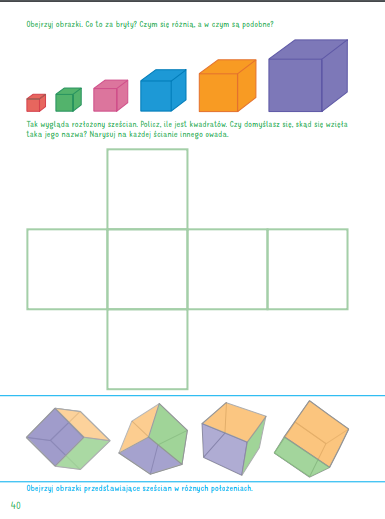 Obejrzyj obrazki. Co to za bryły? Czym się różnią, a w czym są podobne?
Tak wygląda rozłożony sześcian. Policz, ile jest kwadratów. Czy domyślasz się, skąd się wzięła
taka jego nazwa? Narysuj na każdej ścianie innego owada.
Obejrzyj obrazki przedstawiające sześcian w różnych położeniach.
40